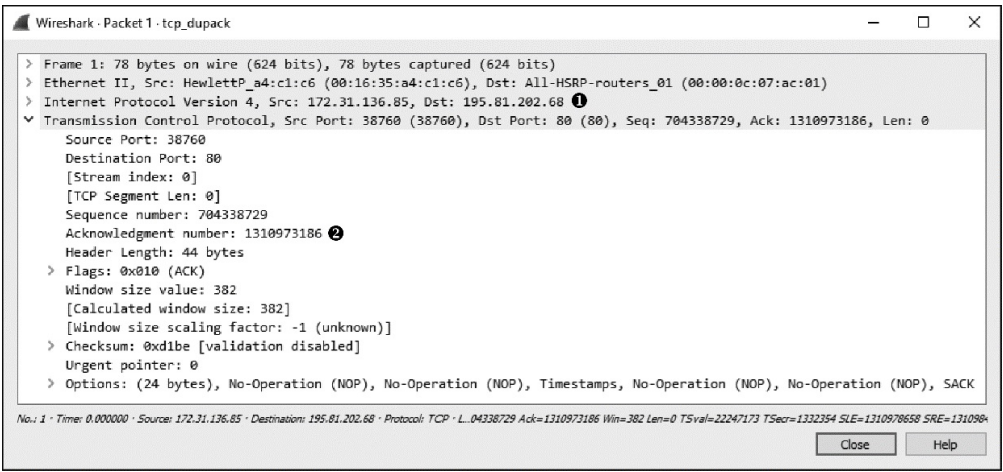 Wireshark · Packet 1 · tcp_dupack
Frame 1: 78 bytes on wire (624 bits), 78 bytes captured (624 bits)
Ethernet II, Src: HewlettP_a4:c1:c6 (00:16:35:a4:c1:c6), Dst: All-HSRP-routers_01 (00:00:0c:07:ac:01)
Internet Protocol Version 4, Src: 172.31.136.85, Dst: 195.81.202.68 ❶
Transmission Control Protocol, Src Port: 38760 (38760), Dst Port: 80 (80), Seq: 704338729, Ack: 1310973186, Len: 0
Source Port: 38760
Destination Port: 80
[Stream index: 0]
[TCP Segment Len: 0]
Sequence number: 704338729
Acknowledgment number: 1310973186 ❷
Header Length: 44 bytes
Flags: 0x010 (ACK)
Window size value: 382
[Calculated window size: 382]
[Window size scaling factor: -1 (unknown)]
Checksum: 0xd1be [validation disabled]
Urgent pointer: 0
Options: (24 bytes), No-Operation (NOP), No-Operation (NOP), Timestamps, No-Operation (NOP), No-Operation (NOP), SACK
No.: 1 · Time: 0.000000 · Source: 172.31.136.85 · Destination: 195.81.202.68 · Protocol: TCP · L...04338729 Ack=1310973186 Win=382 Len=0 TSval=22247173 TSecr=1332354 SLE=1310978658 SRE=1310984
Close Help